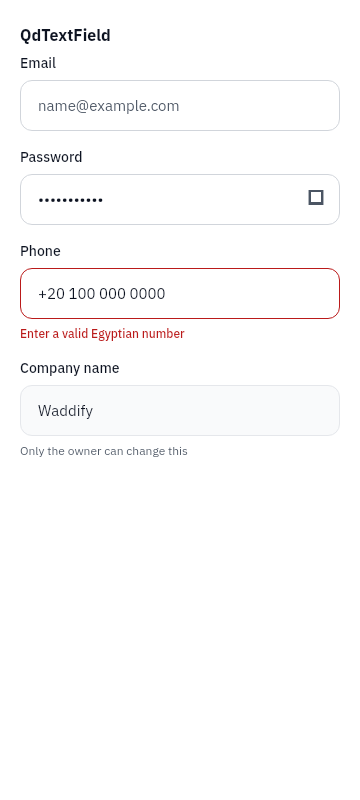 QdTextField
Email
name@example.com
Password
•••••••••••
Phone
+20 100 000 0000
Enter a valid Egyptian number
Company name
Waddify
Only the owner can change this